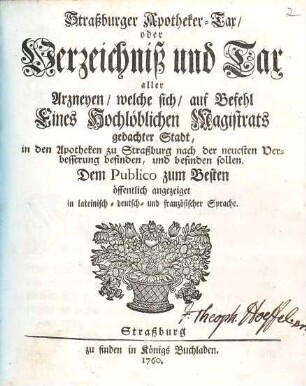 2
Straßburger Apotheker-Tax/
oder
Verzeichniß und Tax
aller
Arzneyen/ welche sich/ auf Befehl
Eines Hochlöblichen Magistrats
gedachter Stadt,
in den Apotheken zu Straßburg nach der neuesten Ver-
besserung befinden, und befinden sollen.
Dem Publico zum Besten
öffentlich angezeiget
in lateinisch- deutsch- und französischer Sprache.
Theoph. Hoeffel
Straßburg
zu finden in Königs Buchladen.
1760.